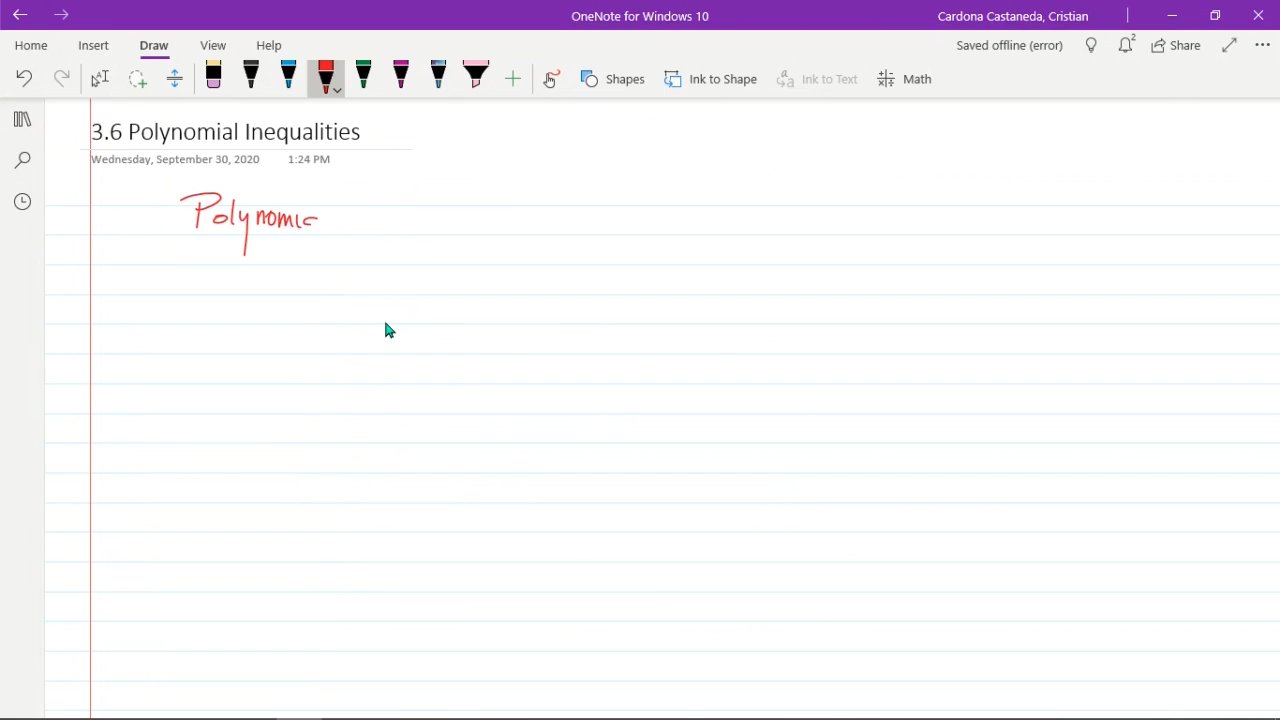 OneNote for Windows 10
Cardona Castaneda, Cristian
Home Insert Draw View Help
Saved offline (error)
2
Share
Shapes
Ink to Shape
Ink to Text
Math
3.6 Polynomial Inequalities
Wednesday, September 30, 2020 1:24 PM
Polynomic